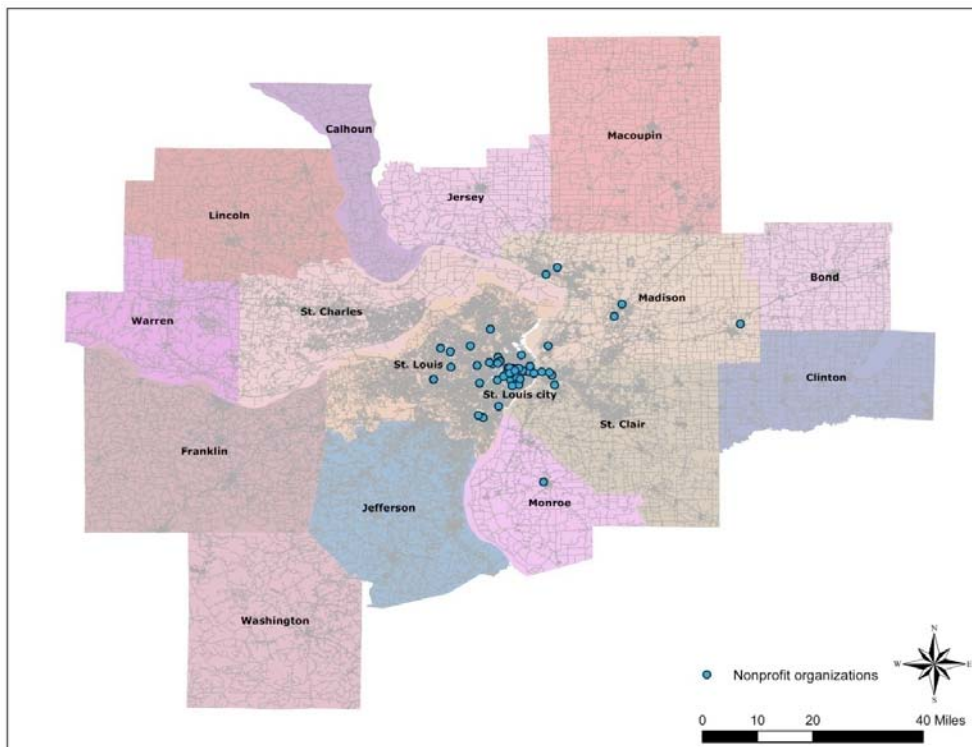 Calhoun
Macoupin
Jersey
Lincoln
Bond
Madison
St. Charles
Warren
St. Louis
Clinton
St. Louis city
St. Clair
Franklin
Monroe
Jefferson
Washington
N
W E
S
Nonprofit organizations
0 10 20 40 Miles